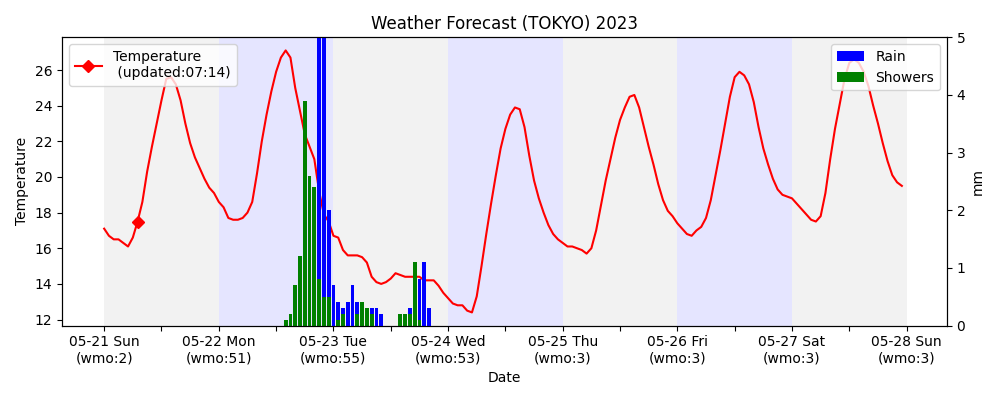 Weather Forecast (TOKYO) 2023
Temperature
(updated:07:14)
Rain
Showers
Temperature
26
24
22
20
18
16
14
12
5
4
3
2
1
0
mm
05-21 Sun
(wmo:2)
05-22 Mon
(wmo:51)
05-23 Tue
(wmo:55)
05-24 Wed
(wmo:53)
05-25 Thu
(wmo:3)
05-26 Fri
(wmo:3)
05-27 Sat
(wmo:3)
05-28 Sun
(wmo:3)
Date